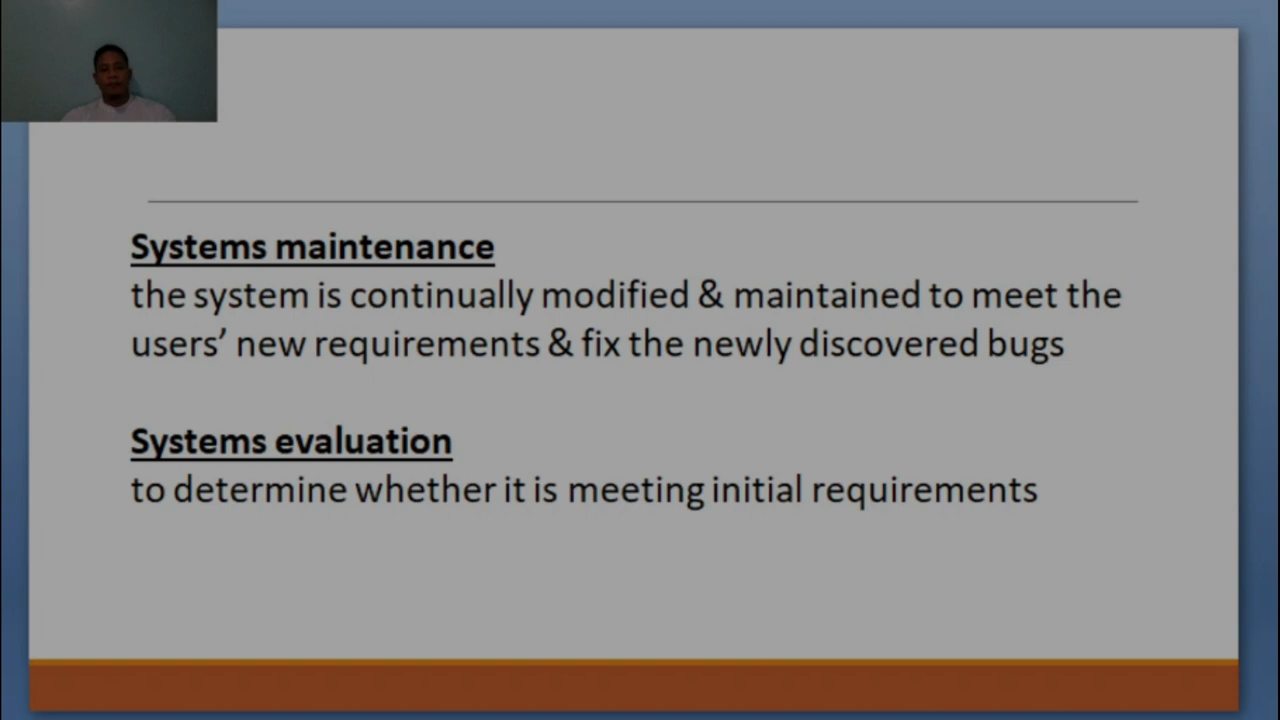 Systems maintenance
the system is continually modified & maintained to meet the
users’ new requirements & fix the newly discovered bugs
Systems evaluation
to determine whether it is meeting initial requirements